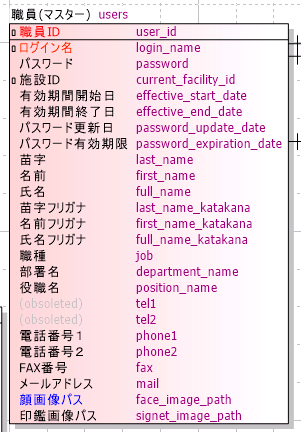 職員(マスター) users
職員ID user_id
ログイン名 login_name
パスワード password
施設ID current_facility_id
有効期間開始日 effective_start_date
有効期間終了日 effective_end_date
パスワード更新日 password_update_date
パスワード有効期限 password_expiration_date
苗字 last_name
名前 first_name
氏名 full_name
苗字フリガナ last_name_katakana
名前フリガナ first_name_katakana
氏名フリガナ full_name_katakana
職種 job
部署名 department_name
役職名 position_name
(obsoleted) tel1
(obsoleted) tel2
電話番号1 phone1
電話番号2 phone2
FAX番号 fax
メールアドレス mail
顔画像パス face_image_path
印鑑画像パス signet_image_path